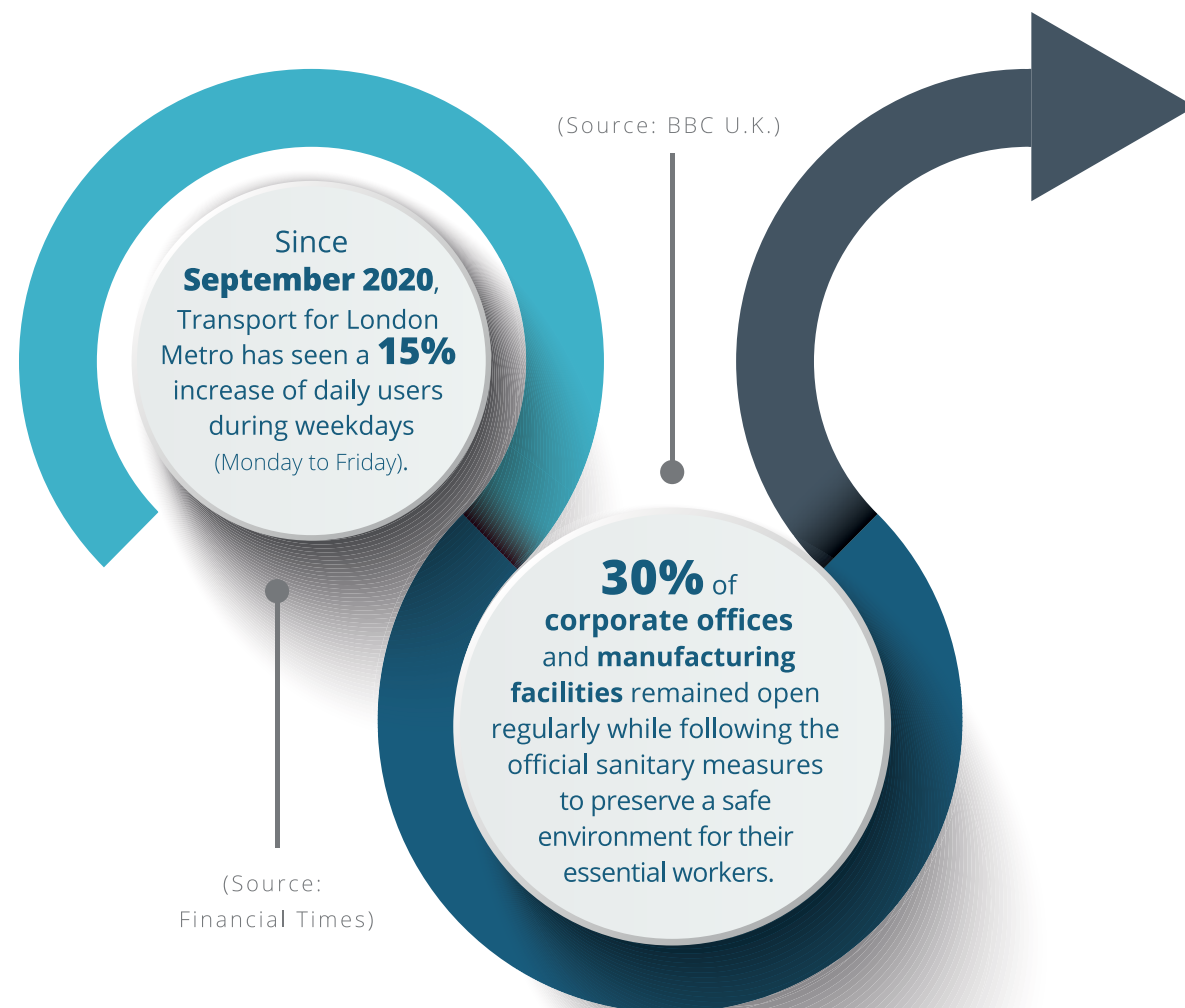 (Source: BBC U.K.)
Since
September 2020,
Transport for London
Metro has seen a 15%
increase of daily users
during weekdays
(Monday to Friday).
(Source:
Financial Times)
30% of
corporate offices
and manufacturing
facilities remained open
regularly while following the
official sanitary measures
to preserve a safe
environment for their
essential workers.